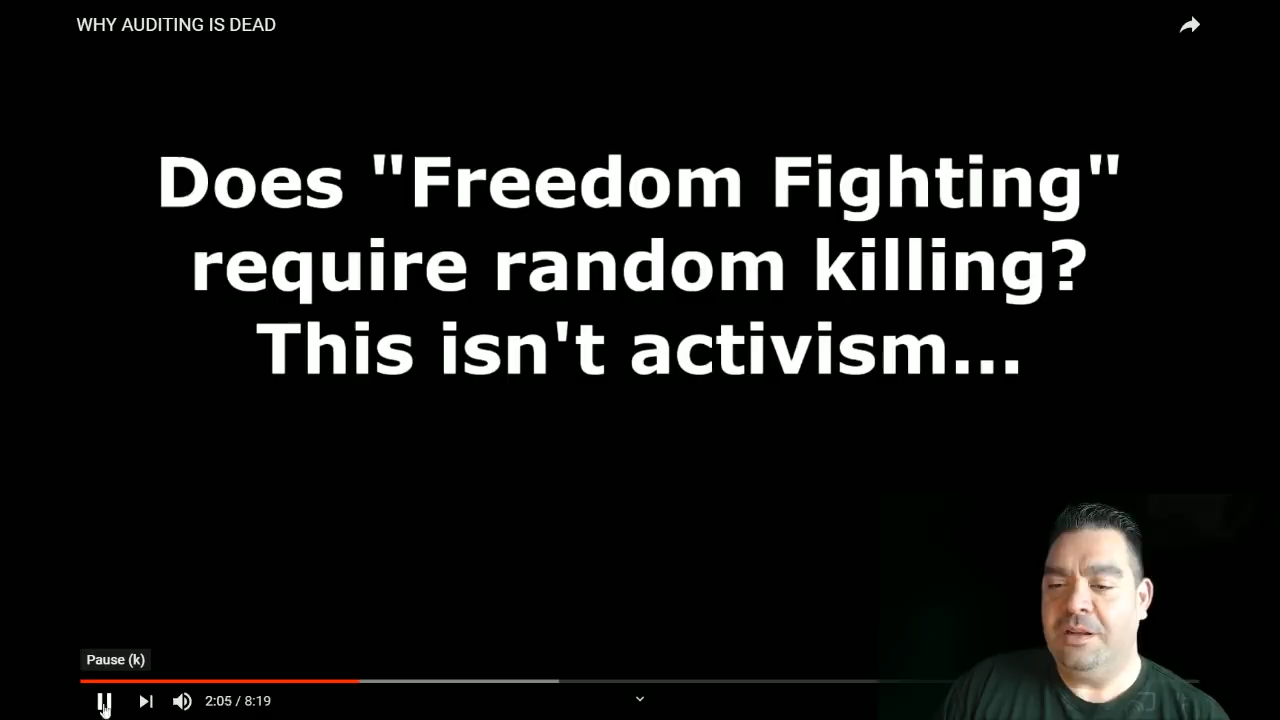 WHY AUDITING IS DEAD
Does "Freedom Fighting"
require random killing?
This isn't activism...
Pause (k)
2:05 / 8:19